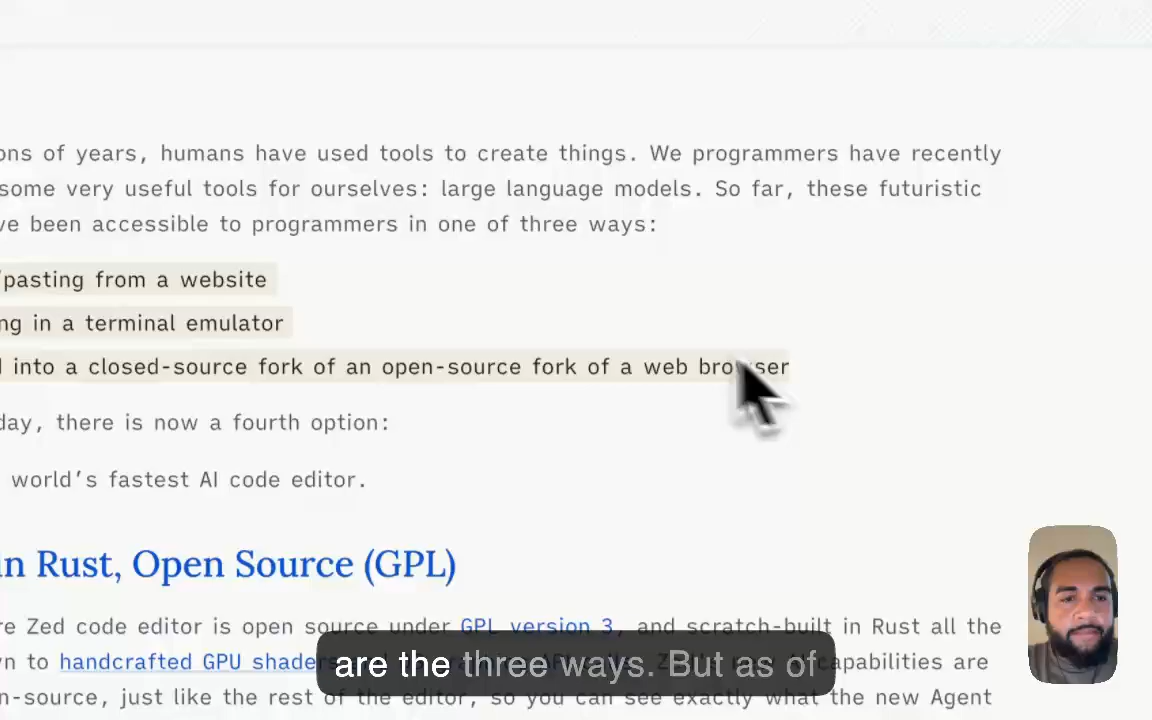 ons of years, humans have used tools to create things. We programmers have recently
some very useful tools for ourselves: large language models. So far, these futuristic
ve been accessible to programmers in one of three ways:
/pasting from a website
ng in a terminal emulator
into a closed-source fork of an open-source fork of a web browser
day, there is now a fourth option:
world’s fastest AI code editor.
in Rust, Open Source (GPL)
re Zed code editor is open source under GPL version 3, and scratch-built in Rust all the
wn to handcrafted GPU shaders capabilities are
are the three ways. But as of
n-source, just like the rest of the editor, so you can see exactly what the new Agent